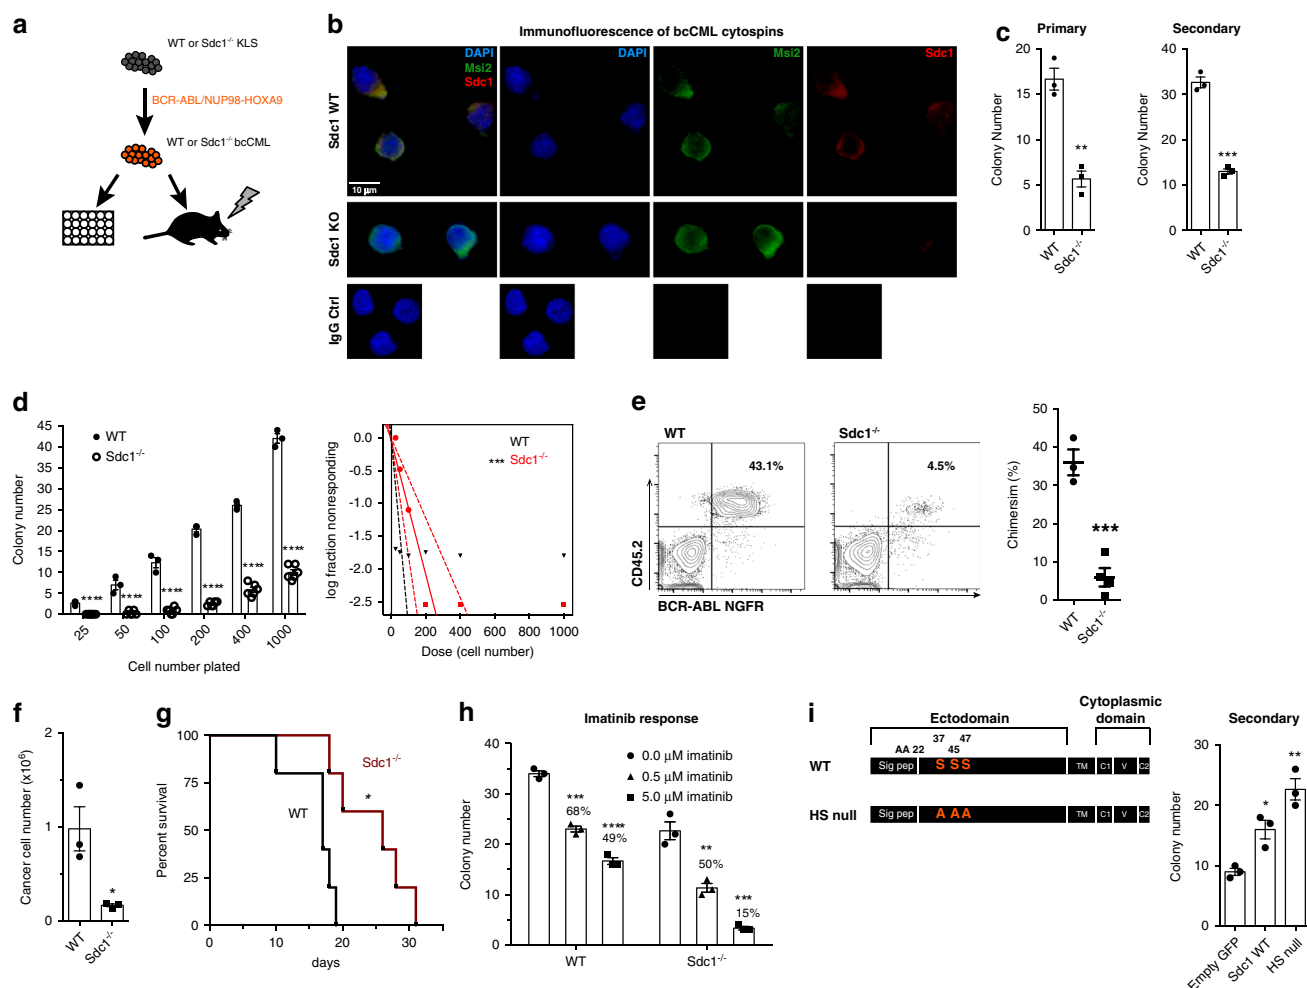 a
WT or Sdc1-/- KLS
BCR-ABL/NUP98-HOXA9
WT or Sdc1-/- bcCML
b
Immunofluorescence of bcCML cytospins
DAPI
Msi2
Sdc1
DAPI
Msi2
Sdc1
Sdc1 WT
10 µm
Sdc1 KO
IgG Ctrl
c
Primary
Colony Number
20
15
10
5
0
**
WT
Sdc1-/-
Secondary
Colony Number
40
30
20
10
0
***
WT
Sdc1-/-
d
Colony number
45
40
35
30
25
20
15
10
5
0
WT
Sdc1-/-
****
****
****
****
****
****
25
50
100
200
400
1000
Cell number plated
log fraction nonresponding
0.0
-0.5
-1.0
-1.5
-2.0
-2.5
WT
*** Sdc1-/-
0
200
400
600
800
1000
Dose (cell number)
e
WT
43.1%
Sdc1-/-
4.5%
CD45.2
BCR-ABL NGFR
Chimersim (%)
50
40
30
20
10
0
***
WT
Sdc1-/-
f
Cancer cell number (x10⁶)
2
1
0
*
WT
Sdc1-/-
g
Percent survival
100
75
50
25
0
Sdc1-/-
*
WT
0
10
20
30
days
h
Imatinib response
Colony number
40
30
20
10
0
0.0 µM imatinib
0.5 µM imatinib
5.0 µM imatinib
***
68%
****
49%
**
50%
***
15%
WT
Sdc1-/-
i
Ectodomain
Cytoplasmic
domain
37
47
AA 22
45
WT
Sig pep
S
S
S
TM
C1
V
C2
HS null
Sig pep
A
A
A
TM
C1
V
C2
Secondary
Colony number
30
20
10
0
*
**
Empty GFP
Sdc1 WT
HS null